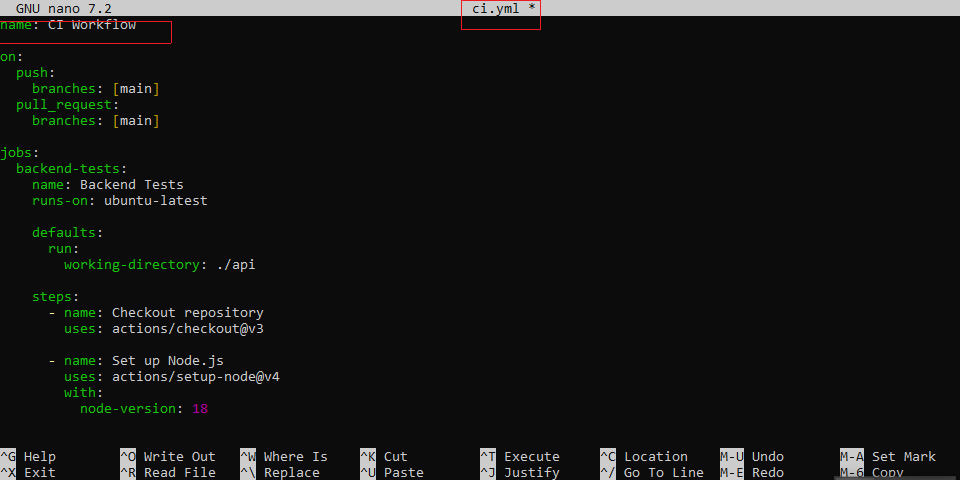 GNU nano 7.2 ci.yml *
name: CI Workflow
on:
push:
branches: [main]
pull_request:
branches: [main]
jobs:
backend-tests:
name: Backend Tests
runs-on: ubuntu-latest
defaults:
run:
working-directory: ./api
steps:
- name: Checkout repository
uses: actions/checkout@v3
- name: Set up Node.js
uses: actions/setup-node@v4
with:
node-version: 18
^G Help ^O Write Out ^W Where Is ^K Cut ^T Execute ^C Location M-U Undo M-A Set Mark
^X Exit ^R Read File ^\ Replace ^U Paste ^J Justify ^/ Go To Line M-E Redo M-6 Copy